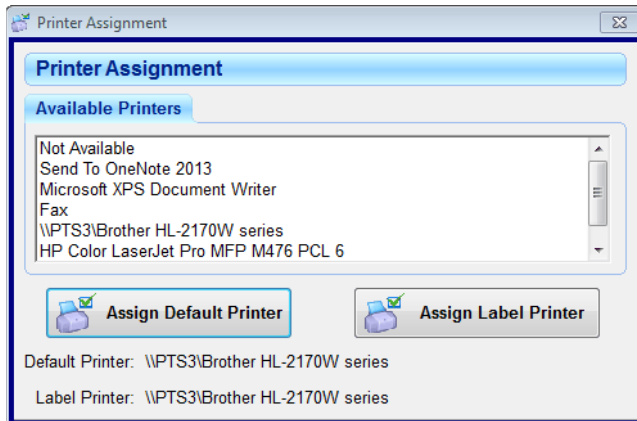 Printer Assignment
Printer Assignment
Available Printers
Not Available
Send To OneNote 2013
Microsoft XPS Document Writer
Fax
\\PTS3\Brother HL-2170W series
HP Color LaserJet Pro MFP M476 PCL 6
Assign Default Printer
Assign Label Printer
Default Printer: \\PTS3\Brother HL-2170W series
Label Printer: \\PTS3\Brother HL-2170W series